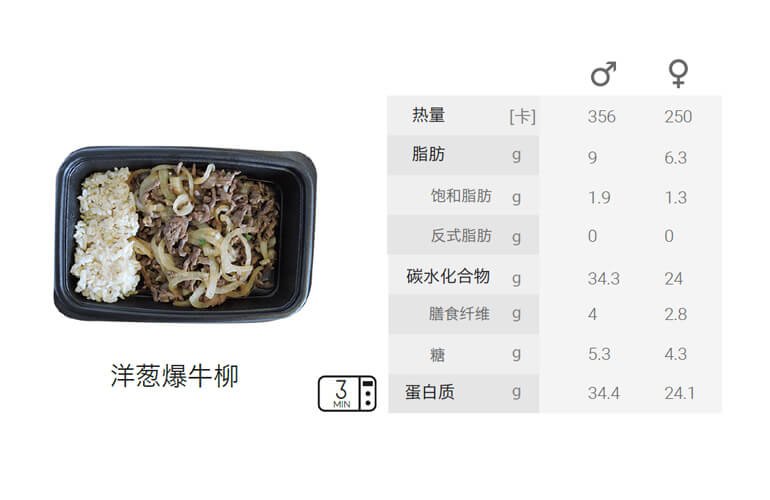 ♂ ♀
热量 [卡] 356 250
脂肪 g 9 6.3
饱和脂肪 g 1.9 1.3
反式脂肪 g 0 0
碳水化合物 g 34.3 24
膳食纤维 g 4 2.8
糖 g 5.3 4.3
蛋白质 g 34.4 24.1
洋葱爆牛柳
3
MIN